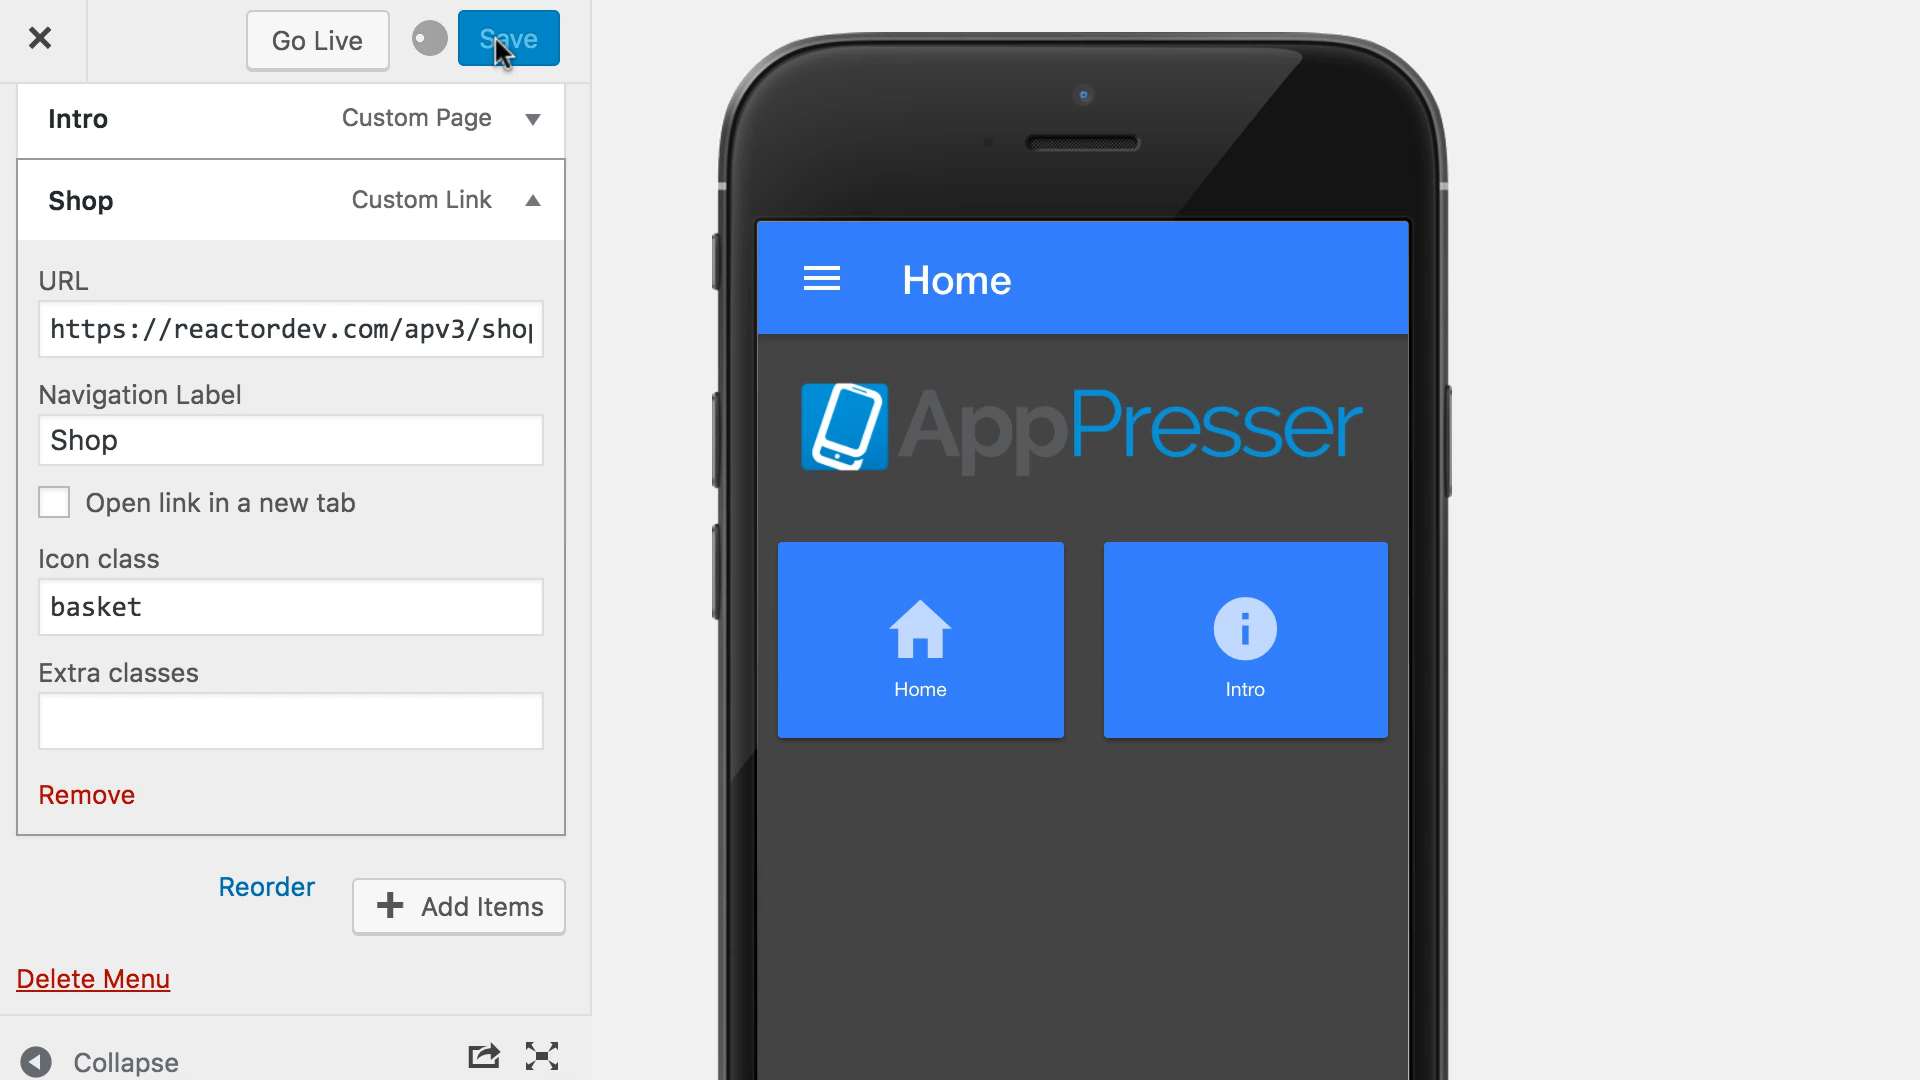 Go Live
Save
Intro
Custom Page
Shop
Custom Link
URL
https://reactordev.com/apv3/shop
Navigation Label
Shop
Open link in a new tab
Icon class
basket
Extra classes
Remove
Reorder
Add Items
Delete Menu
Collapse
Home
AppPresser
Home
Intro